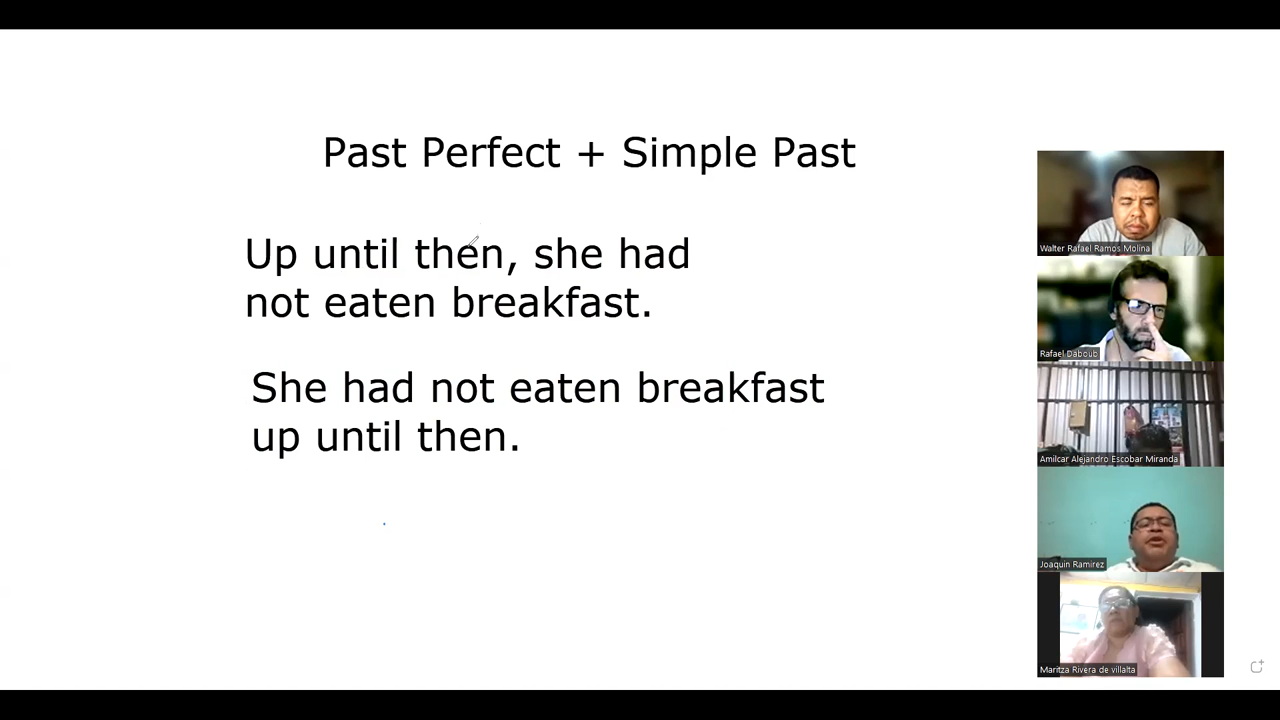 Past Perfect + Simple Past
Up until then, she had
not eaten breakfast.
She had not eaten breakfast
up until then.
Walter Rafael Ramos Molina
Rafael Daboub
Amilcar Alejandro Escobar Miranda
Joaquin Ramirez
Maritza Rivera de villalta